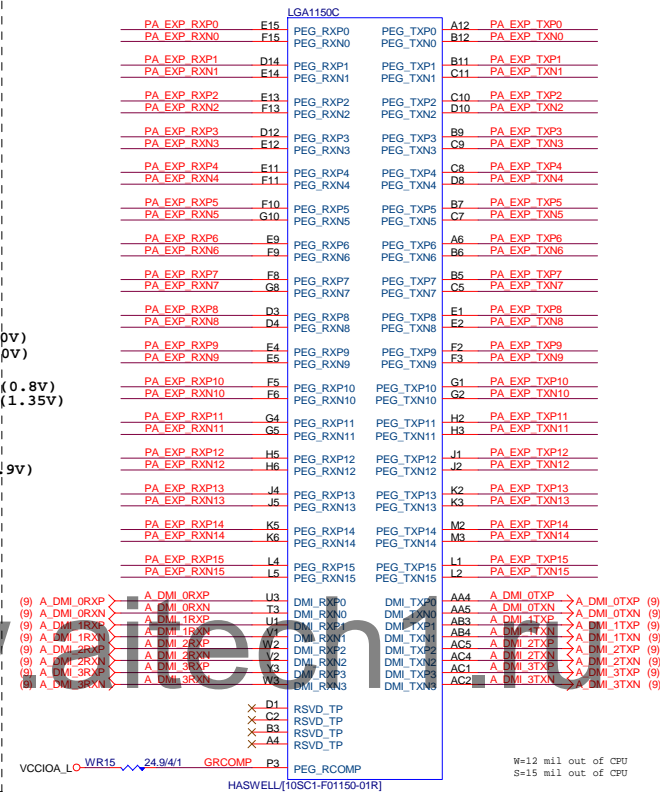 LGA1150C
PA_EXP_RXP0 E15 PEG_RXP0 PEG_TXP0 A12 PA_EXP_TXP0
PA_EXP_RXN0 F15 PEG_RXN0 PEG_TXN0 B12 PA_EXP_TXN0
PA_EXP_RXP1 D14 PEG_RXP1 PEG_TXP1 B11 PA_EXP_TXP1
PA_EXP_RXN1 E14 PEG_RXN1 PEG_TXN1 C11 PA_EXP_TXN1
PA_EXP_RXP2 E13 PEG_RXP2 PEG_TXP2 C10 PA_EXP_TXP2
PA_EXP_RXN2 F13 PEG_RXN2 PEG_TXN2 D10 PA_EXP_TXN2
PA_EXP_RXP3 D12 PEG_RXP3 PEG_TXP3 B9 PA_EXP_TXP3
PA_EXP_RXN3 E12 PEG_RXN3 PEG_TXN3 C9 PA_EXP_TXN3
PA_EXP_RXP4 E11 PEG_RXP4 PEG_TXP4 C8 PA_EXP_TXP4
PA_EXP_RXN4 F11 PEG_RXN4 PEG_TXN4 D8 PA_EXP_TXN4
PA_EXP_RXP5 F10 PEG_RXP5 PEG_TXP5 B7 PA_EXP_TXP5
PA_EXP_RXN5 G10 PEG_RXN5 PEG_TXN5 C7 PA_EXP_TXN5
PA_EXP_RXP6 E9 PEG_RXP6 PEG_TXP6 A6 PA_EXP_TXP6
PA_EXP_RXN6 F9 PEG_RXN6 PEG_TXN6 B6 PA_EXP_TXN6
PA_EXP_RXP7 F8 PEG_RXP7 PEG_TXP7 B5 PA_EXP_TXP7
PA_EXP_RXN7 G8 PEG_RXN7 PEG_TXN7 C5 PA_EXP_TXN7
PA_EXP_RXP8 D3 PEG_RXP8 PEG_TXP8 E1 PA_EXP_TXP8
PA_EXP_RXN8 D4 PEG_RXN8 PEG_TXN8 E2 PA_EXP_TXN8
0V)
PA_EXP_RXP9 E4 PEG_RXP9 PEG_TXP9 F2 PA_EXP_TXP9
0V)
PA_EXP_RXN9 E5 PEG_RXN9 PEG_TXN9 F3 PA_EXP_TXN9
(0.8V)
PA_EXP_RXP10 F5 PEG_RXP10 PEG_TXP10 G1 PA_EXP_TXP10
(1.35V)
PA_EXP_RXN10 F6 PEG_RXN10 PEG_TXN10 G2 PA_EXP_TXN10
PA_EXP_RXP11 G4 PEG_RXP11 PEG_TXP11 H2 PA_EXP_TXP11
PA_EXP_RXN11 G5 PEG_RXN11 PEG_TXN11 H3 PA_EXP_TXN11
PA_EXP_RXP12 H5 PEG_RXP12 PEG_TXP12 J1 PA_EXP_TXP12
.9V)
PA_EXP_RXN12 H6 PEG_RXN12 PEG_TXN12 J2 PA_EXP_TXN12
PA_EXP_RXP13 J4 PEG_RXP13 PEG_TXP13 K2 PA_EXP_TXP13
PA_EXP_RXN13 J5 PEG_RXN13 PEG_TXN13 K3 PA_EXP_TXN13
PA_EXP_RXP14 K5 PEG_RXP14 PEG_TXP14 M2 PA_EXP_TXP14
PA_EXP_RXN14 K6 PEG_RXN14 PEG_TXN14 M3 PA_EXP_TXN14
PA_EXP_RXP15 L4 PEG_RXP15 PEG_TXP15 L1 PA_EXP_TXP15
PA_EXP_RXN15 L5 PEG_RXN15 PEG_TXN15 L2 PA_EXP_TXN15
(9) A_DMI_0RXP A_DMI_0RXP U3 DMI_RXP0 DMI_TXP0 AA4 A_DMI_0TXP A_DMI_0TXP (9)
(9) A_DMI_0RXN A_DMI_0RXN T3 DMI_RXN0 DMI_TXN0 AA5 A_DMI_0TXN A_DMI_0TXN (9)
(9) A_DMI_1RXP A_DMI_1RXP U1 DMI_RXP1 DMI_TXP1 AB3 A_DMI_1TXP A_DMI_1TXP (9)
(9) A_DMI_1RXN A_DMI_1RXN V1 DMI_RXN1 DMI_TXN1 AB4 A_DMI_1TXN A_DMI_1TXN (9)
(9) A_DMI_2RXP A_DMI_2RXP W2 DMI_RXP2 DMI_TXP2 AC5 A_DMI_2TXP A_DMI_2TXP (9)
(9) A_DMI_2RXN A_DMI_2RXN V2 DMI_RXN2 DMI_TXN2 AC4 A_DMI_2TXN A_DMI_2TXN (9)
(9) A_DMI_3RXP A_DMI_3RXP Y3 DMI_RXP3 DMI_TXP3 AC1 A_DMI_3TXP A_DMI_3TXP (9)
(9) A_DMI_3RXN A_DMI_3RXN W3 DMI_RXN3 DMI_TXN3 AC2 A_DMI_3TXN A_DMI_3TXN (9)
D1 RSVD_TP
C2 RSVD_TP
B3 RSVD_TP
A4 RSVD_TP
VCCIOA_L WR15 24.9/4/1 GRCOMP P3 PEG_RCOMP
W=12 mil out of CPU
S=15 mil out of CPU
HASWELL/[10SC1-F01150-01R]